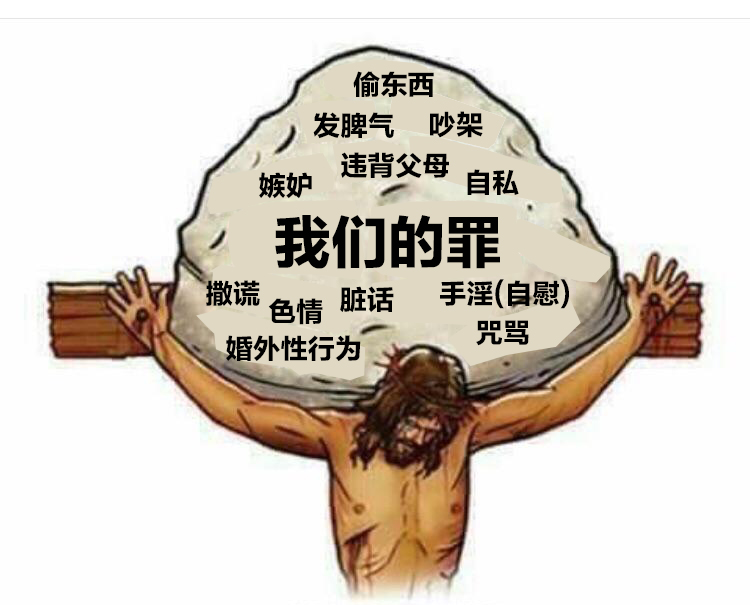 偷东西
发脾气 吵架
违背父母
嫉妒 自私
我们的罪
撒谎 色情 脏话 手淫(自慰)
婚外性行为 咒骂